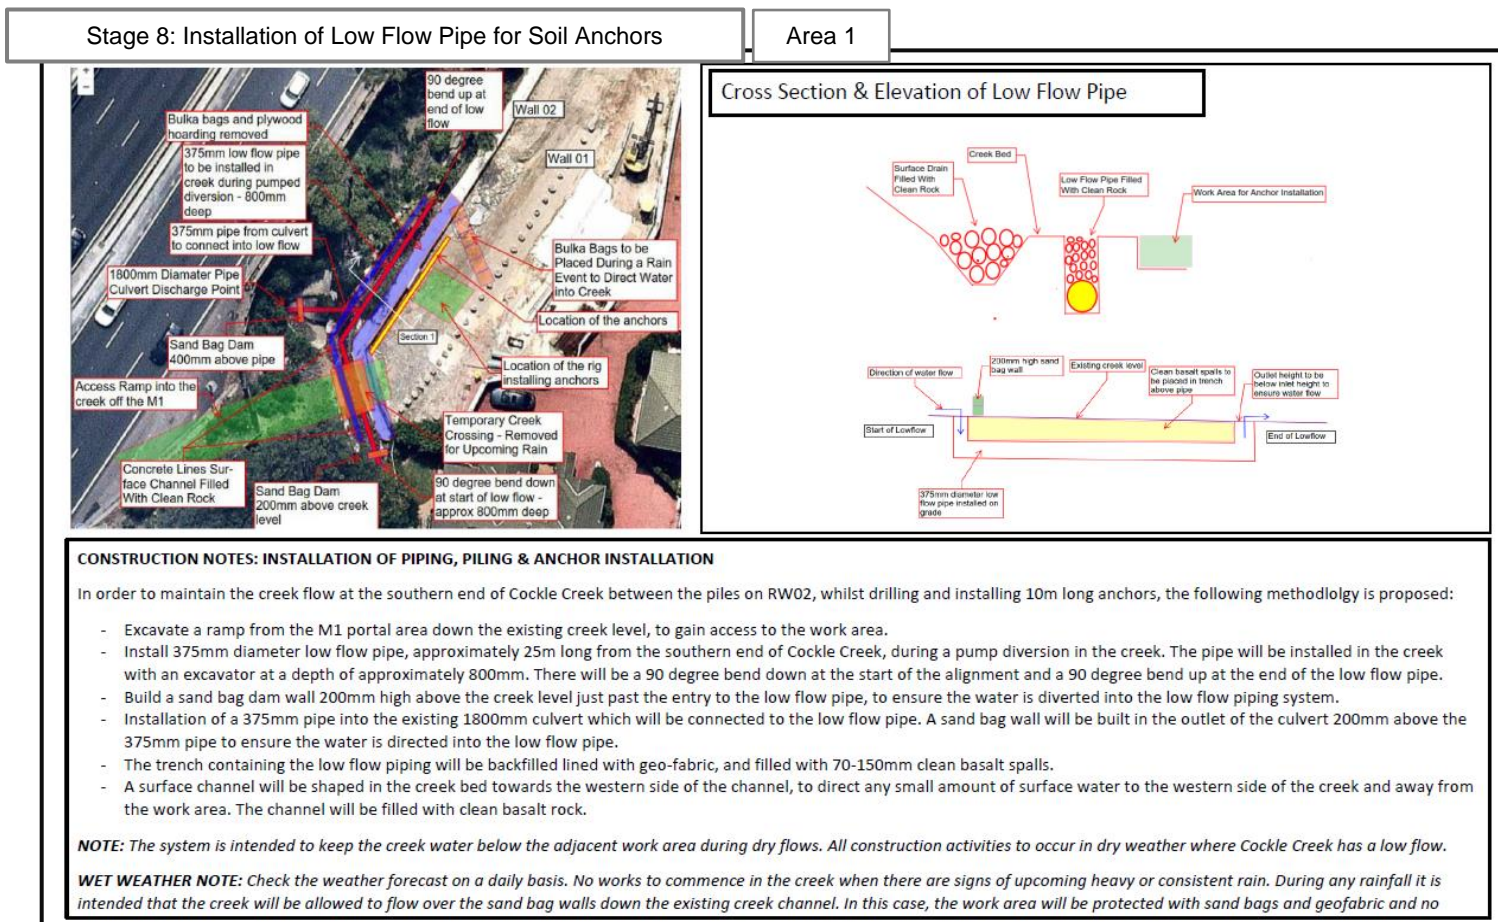 Stage 8: Installation of Low Flow Pipe for Soil Anchors
Area 1
90 degree
bend up at
end of low
flow
Wall 02
Bulka bags and plywood
hoarding removed
Wall 01
375mm low flow pipe
to be installed in
creek during pumped
diversion - 800mm
deep
375mm pipe from culvert
to connect into low flow
Bulka Bags to be
Placed During a Rain
Event to Direct Water
into Creek
1800mm Diamater Pipe
Culvert Discharge Point
Location of the anchors
Section 1
Sand Bag Dam
400mm above pipe
Location of the rig
installing anchors
Access Ramp into the
creek off the M1
Temporary Creek
Crossing - Removed
for Upcoming Rain
Concrete Lines Sur-
face Channel Filled
With Clean Rock
Sand Bag Dam
200mm above creek
level
90 degree bend down
at start of low flow -
approx 800mm deep
Cross Section & Elevation of Low Flow Pipe
Creek Bed
Surface Drain
Filled With
Clean Rock
Low Flow Pipe Filled
With Clean Rock
Work Area for Anchor Installation
200mm high sand
bag wall
Existing creek level
Direction of water flow
Clean basalt spalls to
be placed in trench
above pipe
Outlet height to be
below inlet height to
ensure water flow
Start of Lowflow
End of Lowflow
375mm diameter low
flow pipe installed on
grade
CONSTRUCTION NOTES: INSTALLATION OF PIPING, PILING & ANCHOR INSTALLATION
In order to maintain the creek flow at the southern end of Cockle Creek between the piles on RW02, whilst drilling and installing 10m long anchors, the following methodlolgy is proposed:
- Excavate a ramp from the M1 portal area down the existing creek level, to gain access to the work area.
- Install 375mm diameter low flow pipe, approximately 25m long from the southern end of Cockle Creek, during a pump diversion in the creek. The pipe will be installed in the creek
with an excavator at a depth of approximately 800mm. There will be a 90 degree bend down at the start of the alignment and a 90 degree bend up at the end of the low flow pipe.
- Build a sand bag dam wall 200mm high above the creek level just past the entry to the low flow pipe, to ensure the water is diverted into the low flow piping system.
- Installation of a 375mm pipe into the existing 1800mm culvert which will be connected to the low flow pipe. A sand bag wall will be built in the outlet of the culvert 200mm above the
375mm pipe to ensure the water is directed into the low flow pipe.
- The trench containing the low flow piping will be backfilled lined with geo-fabric, and filled with 70-150mm clean basalt spalls.
- A surface channel will be shaped in the creek bed towards the western side of the channel, to direct any small amount of surface water to the western side of the creek and away from
the work area. The channel will be filled with clean basalt rock.
NOTE: The system is intended to keep the creek water below the adjacent work area during dry flows. All construction activities to occur in dry weather where Cockle Creek has a low flow.
WET WEATHER NOTE: Check the weather forecast on a daily basis. No works to commence in the creek when there are signs of upcoming heavy or consistent rain. During any rainfall it is
intended that the creek will be allowed to flow over the sand bag walls down the existing creek channel. In this case, the work area will be protected with sand bags and geofabric and no